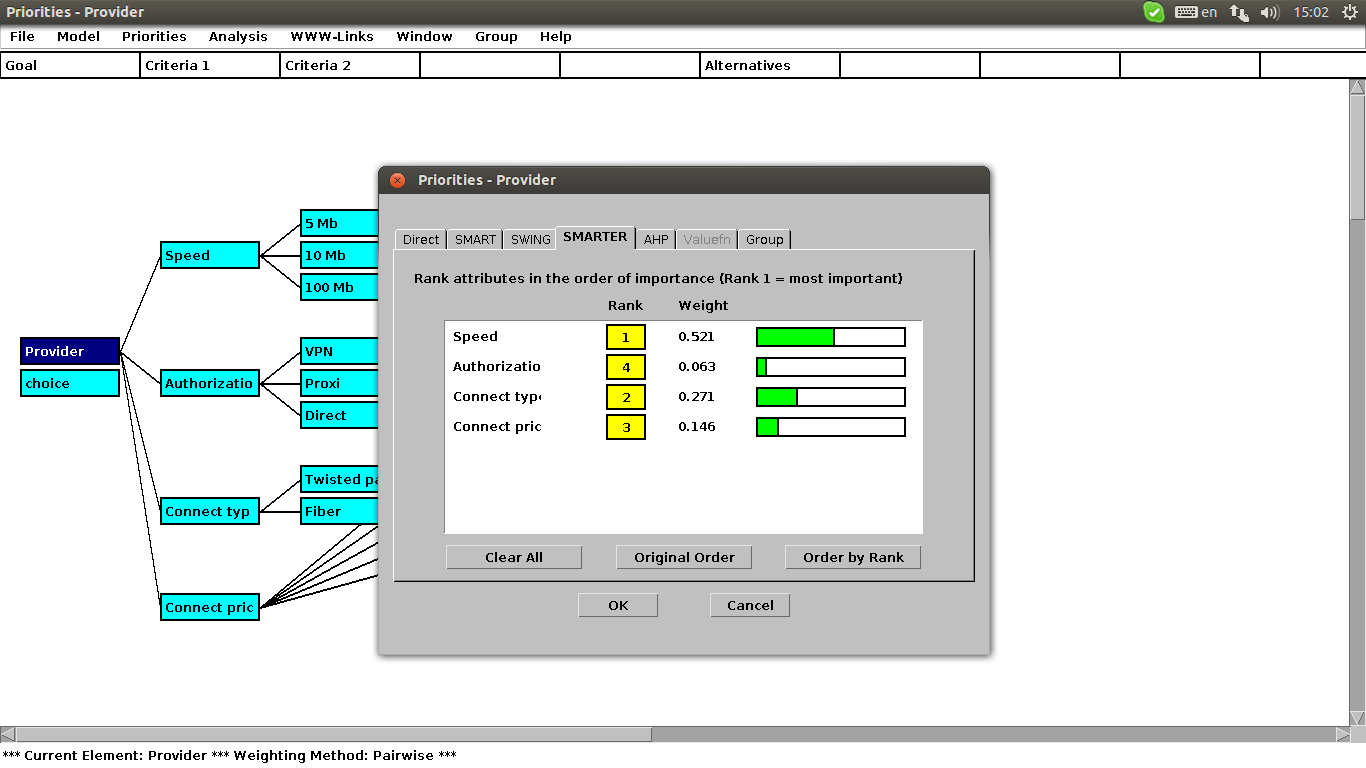 Priorities - Provider en 15:02
File Model Priorities Analysis WWW-Links Window Group Help
Goal Criteria 1 Criteria 2 Alternatives
Provider
choice
Speed
Authorizatio
Connect typ
Connect pric
5 Mb
10 Mb
100 Mb
VPN
Proxi
Direct
Twisted pa
Fiber
Priorities - Provider
Direct SMART SWING SMARTER AHP Valuefn Group
Rank attributes in the order of importance (Rank 1 = most important)
Rank Weight
Speed 1 0.521
Authorizatio 4 0.063
Connect type 2 0.271
Connect pric 3 0.146
Clear All Original Order Order by Rank
OK Cancel
*** Current Element: Provider *** Weighting Method: Pairwise ***